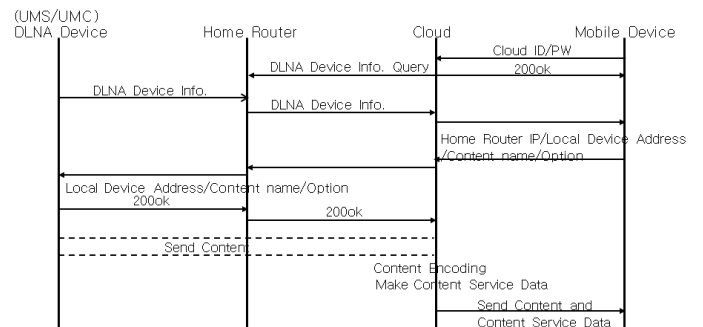 (UMS/UMC)
DLNA Device
Home Router
Cloud
Mobile Device
Cloud ID/PW
DLNA Device Info. Query
200ok
DLNA Device Info.
DLNA Device Info.
Home Router IP/Local Device Address
/Content name/Option
Local Device Address/Content name/Option
200ok
200ok
Send Content
Content Encoding
Make Content Service Data
Send Content and
Content Service Data